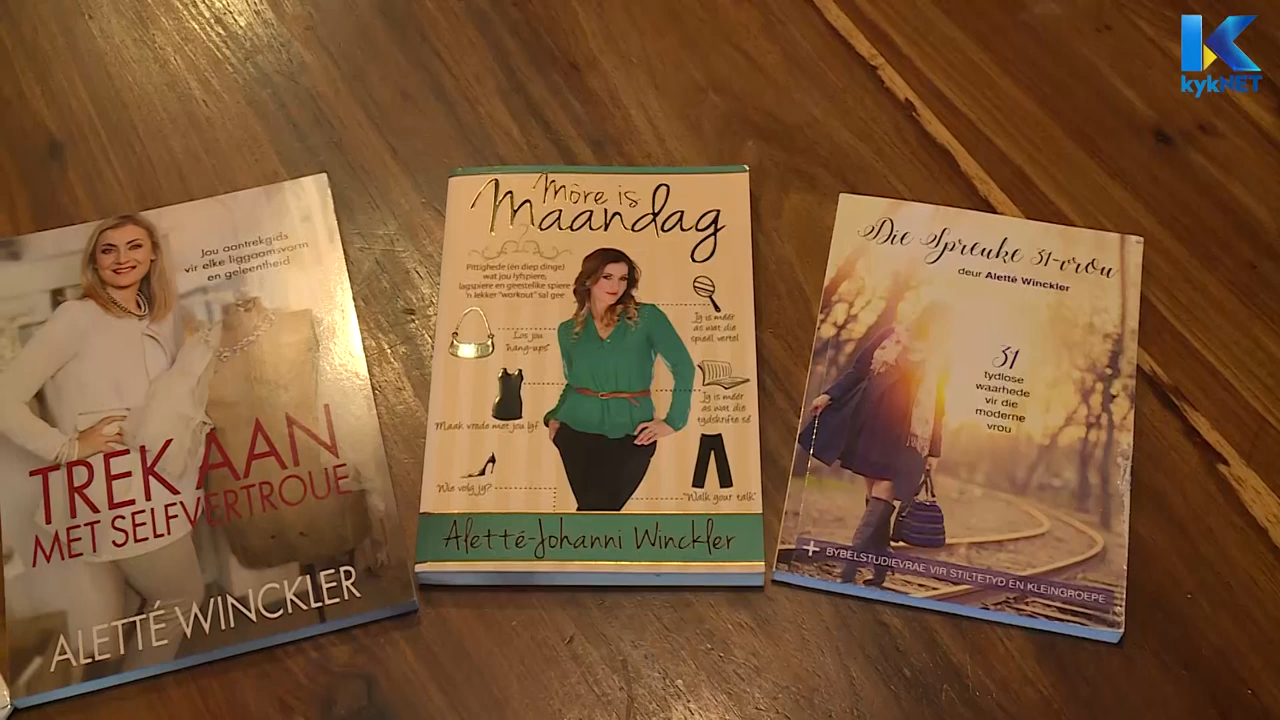 kykNET
Jou aantrekgids
vir elke liggaamsvorm
en geleentheid
TREK AAN
MET SELFVERTROUE
ALETTÉ WINCKLER
Môre is
Maandag
Pittighede (én diep dinge)
wat jou lyfspiere,
lagspiere en geestelike spiere
'n lekker "workout" sal gee
Los jou
"hang-ups"
Maak vrede met jou lyf
Wie volg jy?
Jy is méér
as wat die
spieël vertel
Jy is méér
as wat die
tydskrifte sê
"Walk your talk"
Aletté-Johanni Winckler
Die Spreuke 31-vrou
deur Aletté Winckler
31
tydlose
waarhede
vir die
moderne
vrou
+ BYBELSTUDIEVRAE VIR STILTETYD EN KLEINGROEPE